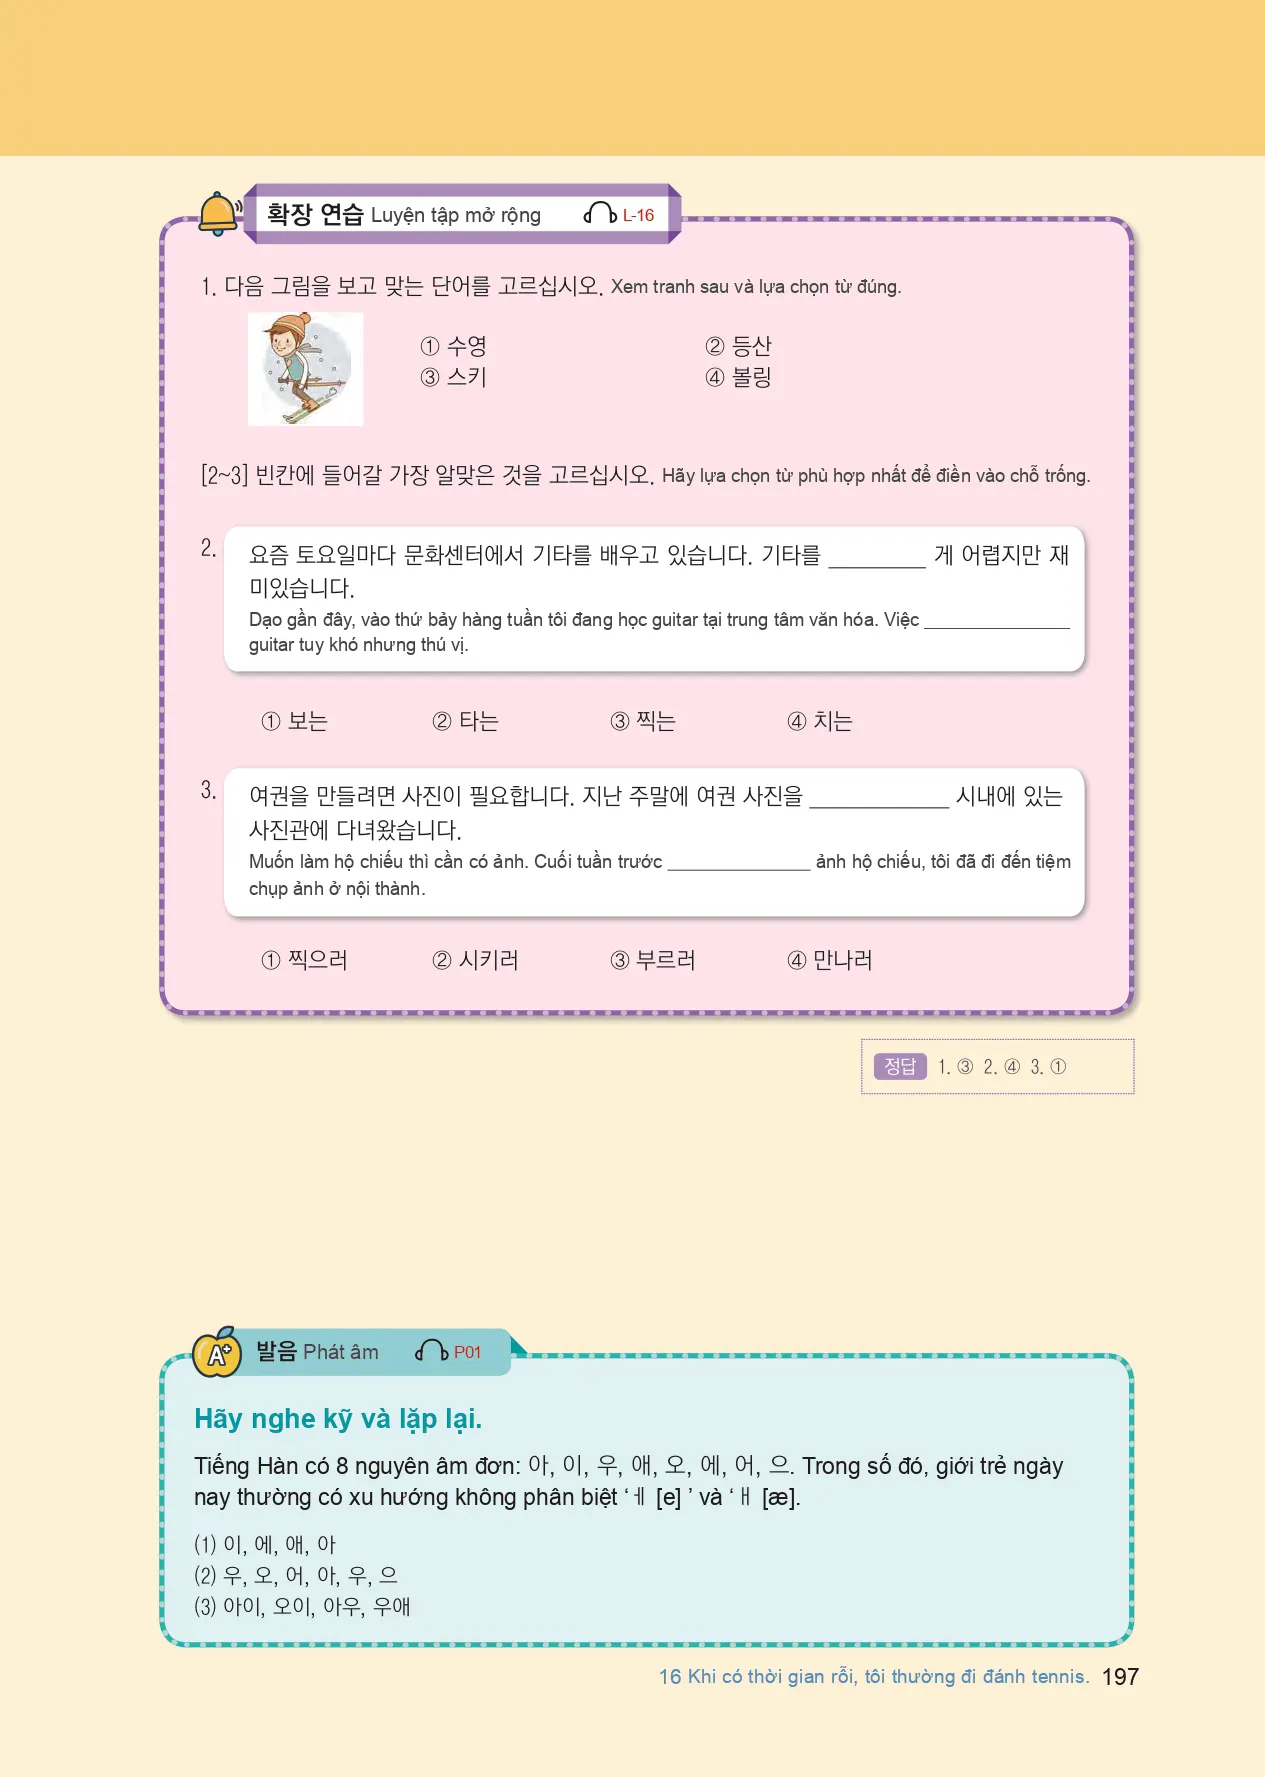 확장 연습 Luyện tập mở rộng L-16
1. 다음 그림을 보고 맞는 단어를 고르십시오. Xem tranh sau và lựa chọn từ đúng.
① 수영 ② 등산
③ 스키 ④ 볼링
[2~3] 빈칸에 들어갈 가장 알맞은 것을 고르십시오. Hãy lựa chọn từ phù hợp nhất để điền vào chỗ trống.
2. 요즘 토요일마다 문화센터에서 기타를 배우고 있습니다. 기타를 ________ 게 어렵지만 재
미있습니다.
Dạo gần đây, vào thứ bảy hàng tuần tôi đang học guitar tại trung tâm văn hóa. Việc ______________
guitar tuy khó nhưng thú vị.
① 보는 ② 타는 ③ 찍는 ④ 치는
3. 여권을 만들려면 사진이 필요합니다. 지난 주말에 여권 사진을 ____________ 시내에 있는
사진관에 다녀왔습니다.
Muốn làm hộ chiếu thì cần có ảnh. Cuối tuần trước ______________ ảnh hộ chiếu, tôi đã đi đến tiệm
chụp ảnh ở nội thành.
① 찍으러 ② 시키러 ③ 부르러 ④ 만나러
정답 1. ③ 2. ④ 3. ①
A+ 발음 Phát âm P01
Hãy nghe kỹ và lặp lại.
Tiếng Hàn có 8 nguyên âm đơn: 아, 이, 우, 애, 오, 에, 어, 으. Trong số đó, giới trẻ ngày
nay thường có xu hướng không phân biệt ‘ㅔ [e] ’ và ‘ㅐ [æ].
(1) 이, 에, 애, 아
(2) 우, 오, 어, 아, 우, 으
(3) 아이, 오이, 아우, 우애
16 Khi có thời gian rỗi, tôi thường đi đánh tennis. 197